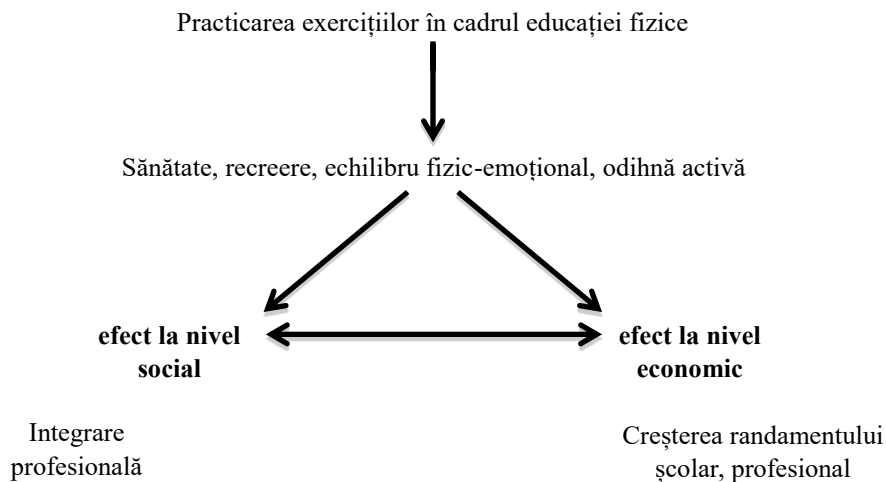 Practicarea exercițiilor în cadrul educației fizice
Sănătate, recreere, echilibru fizic-emoțional, odihnă activă
efect la nivel
social
efect la nivel
economic
Integrare
profesională
Creșterea randamentului
școlar, profesional